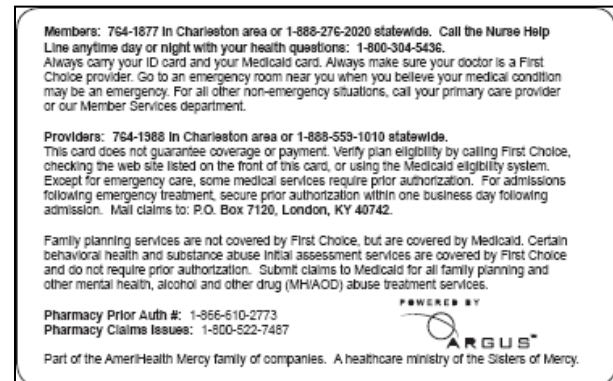 Members: 764-1877 in Charleston area or 1-888-276-2020 statewide. Call the Nurse Help
Line anytime day or night with your health questions: 1-800-304-5436.
Always carry your ID card and your Medicaid card. Always make sure your doctor is a First
Choice provider. Go to an emergency room near you when you believe your medical condition
may be an emergency. For all other non-emergency situations, call your primary care provider
or our Member Services department.
Providers: 764-1988 in Charleston area or 1-888-559-1010 statewide.
This card does not guarantee coverage or payment. Verify plan eligibility by calling First Choice,
checking the web site listed on the front of this card, or using the Medicaid eligibility system.
Except for emergency care, some medical services require prior authorization. For admissions
following emergency treatment, secure prior authorization within one business day following
admission. Mail claims to: P.O. Box 7120, London, KY 40742.
Family planning services are not covered by First Choice, but are covered by Medicaid. Certain
behavioral health and substance abuse initial assessment services are covered by First Choice
and do not require prior authorization. Submit claims to Medicaid for all family planning and
other mental health, alcohol and other drug (MH/AOD) abuse treatment services.
POWERED BY
ARGUS™
Pharmacy Prior Auth #: 1-866-610-2773
Pharmacy Claims Issues: 1-800-522-7487
Part of the AmeriHealth Mercy family of companies. A healthcare ministry of the Sisters of Mercy.